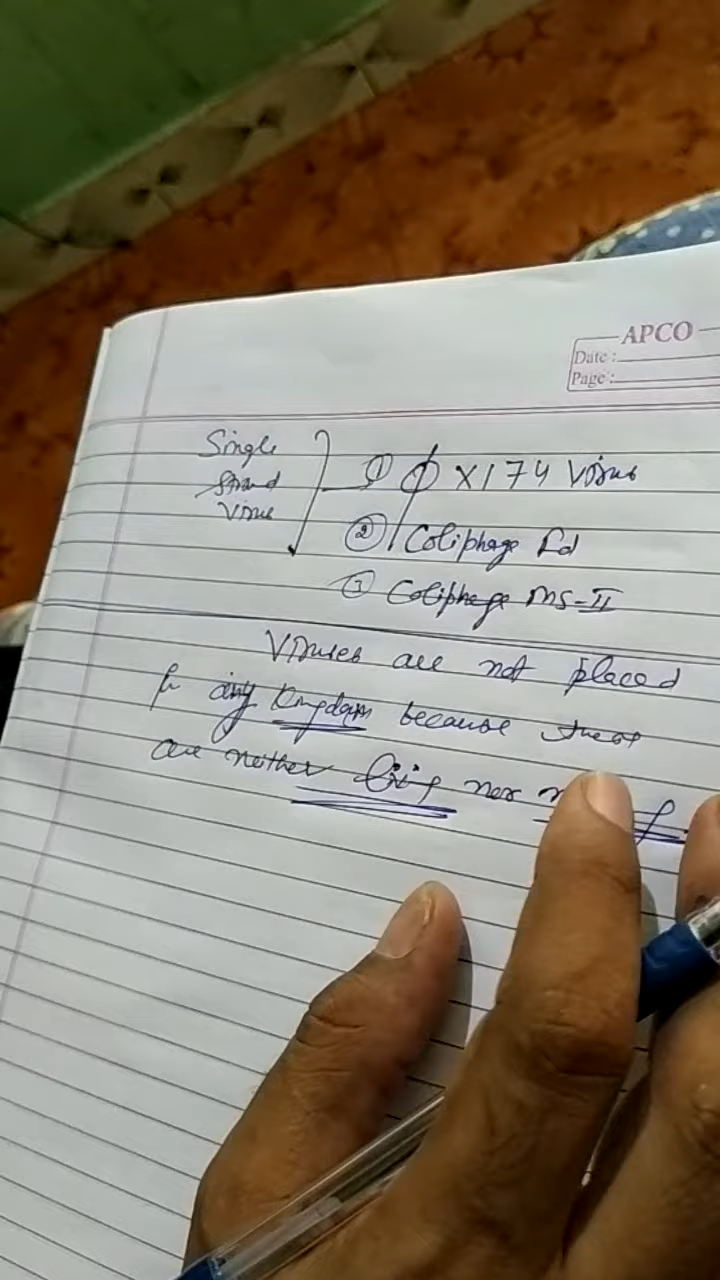 APCO
Date :
Page :
Single
Strand
Virus
① ϕ X174 Virus
② Coliphage Fd
③ Coliphage MS-II
Viruses are not placed
in any Kingdom because
are neither living nor